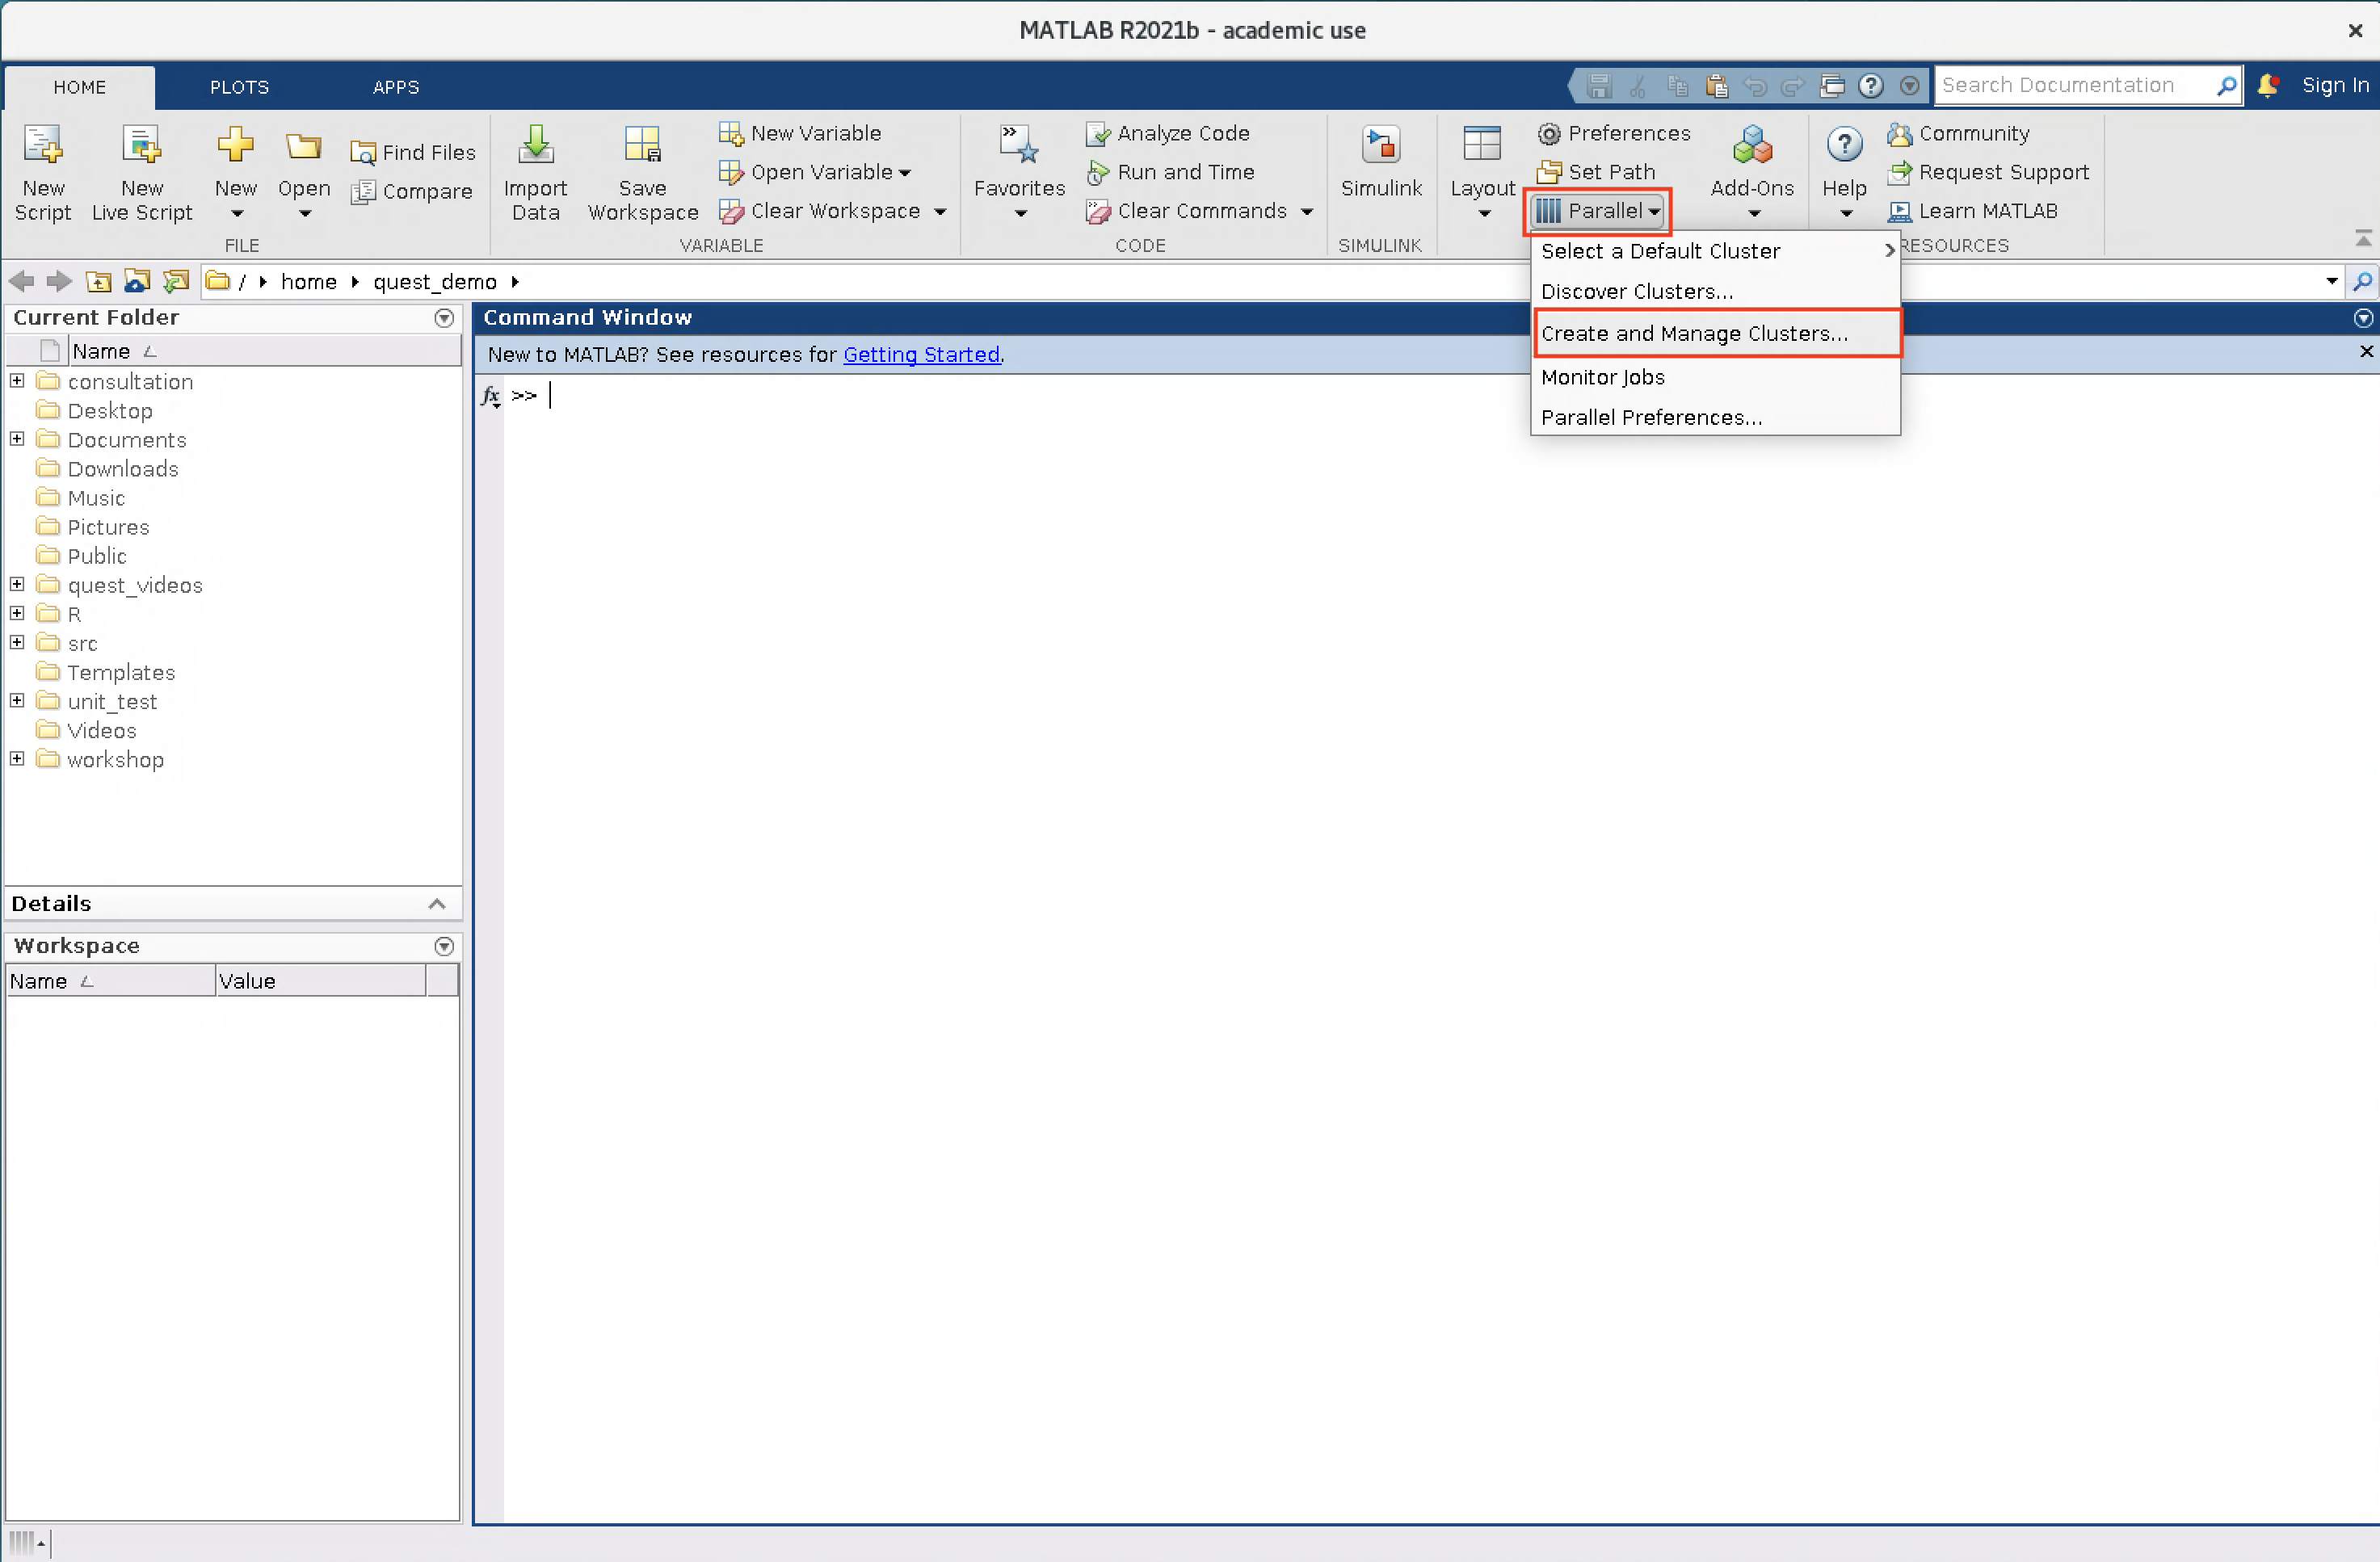 MATLAB R2021b - academic use
HOME PLOTS APPS Search Documentation Sign In
New Script
New Live Script
New
Open
Find Files
Compare
FILE
Import Data
Save Workspace
New Variable
Open Variable
Clear Workspace
VARIABLE
Favorites
Analyze Code
Run and Time
Clear Commands
CODE
Simulink
SIMULINK
Layout
Preferences
Set Path
Parallel
Add-Ons
Help
Community
Request Support
Learn MATLAB
RESOURCES
Select a Default Cluster
Discover Clusters...
Create and Manage Clusters...
Monitor Jobs
Parallel Preferences...
/ home quest_demo
Current Folder
Name
consultation
Desktop
Documents
Downloads
Music
Pictures
Public
quest_videos
R
src
Templates
unit_test
Videos
workshop
Details
Workspace
Name Value
Command Window
New to MATLAB? See resources for Getting Started.
fx >>